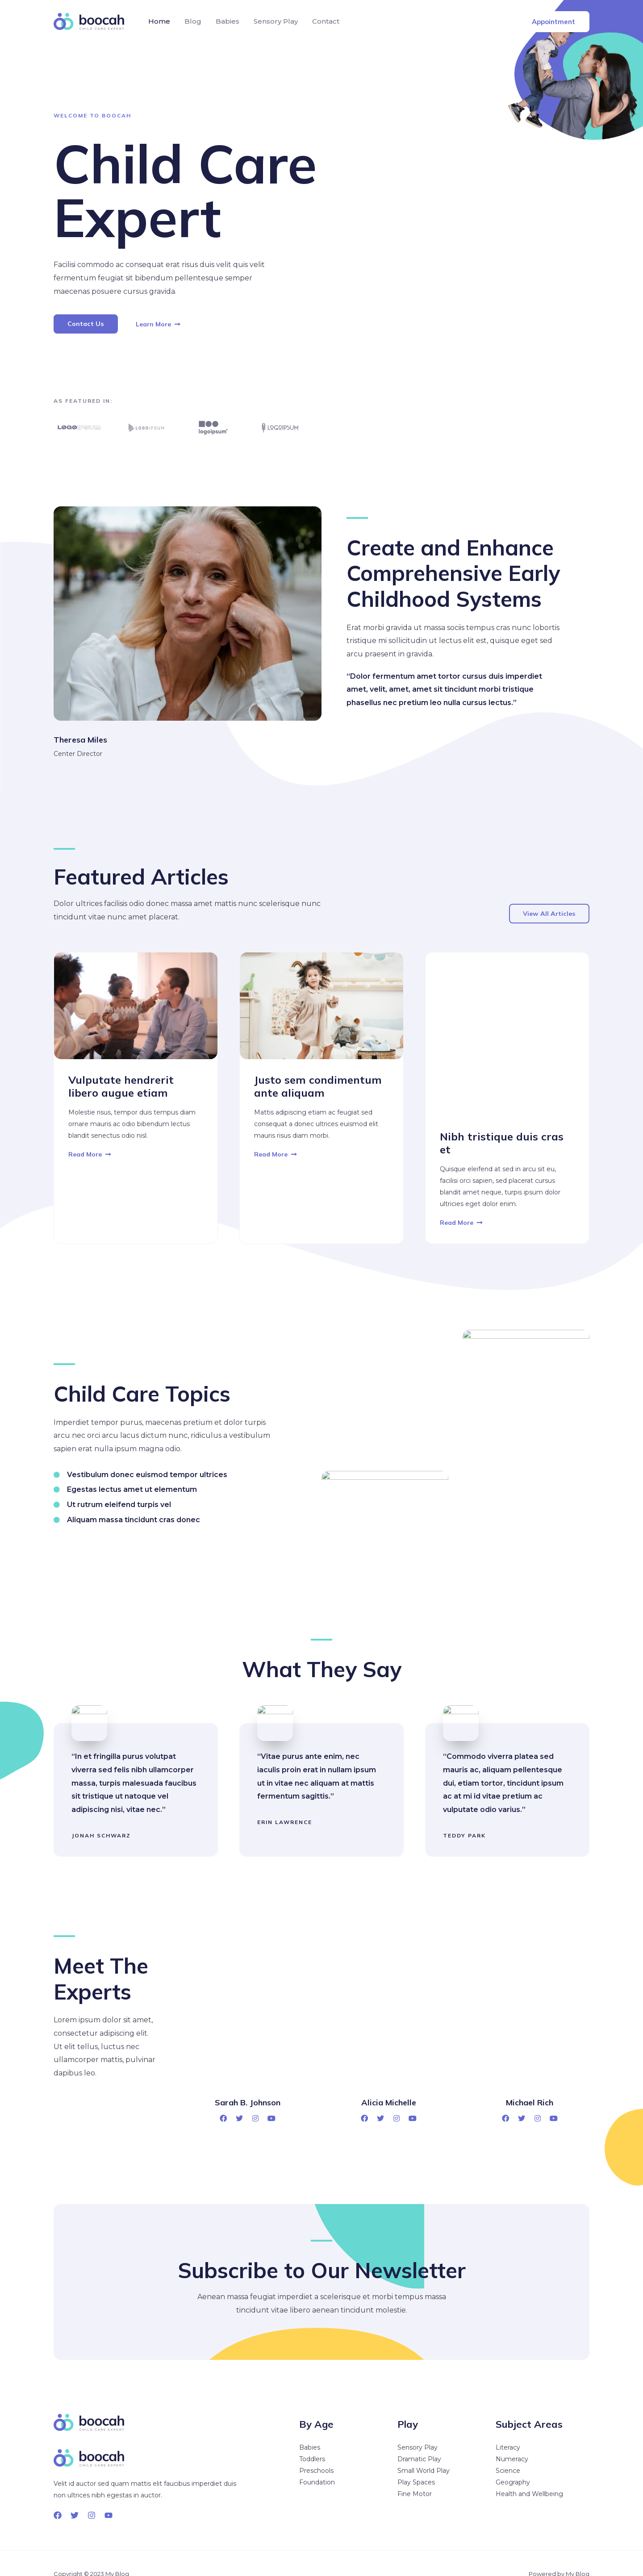 boocah
CHILD CARE EXPERT
Home
Blog
Babies
Sensory Play
Contact
Appointment
WELCOME TO BOOCAH
Child Care
Expert
Facilisi commodo ac consequat erat risus duis velit quis velit
fermentum feugiat sit bibendum pellentesque semper
maecenas posuere cursus gravida.
Contact Us
Learn More
AS FEATURED IN:
LOGOIPSUM
LOGOIPSUM
logoipsum
LOQOIPSUM
Create and Enhance
Comprehensive Early
Childhood Systems
Erat morbi gravida ut massa sociis tempus cras nunc lobortis
tristique mi sollicitudin ut lectus elit est, quisque eget sed
arcu praesent in gravida.
“Dolor fermentum amet tortor cursus duis imperdiet
amet, velit, amet, amet sit tincidunt morbi tristique
phasellus nec pretium leo nulla cursus lectus.”
Theresa Miles
Center Director
Featured Articles
Dolor ultrices facilisis odio donec massa amet mattis nunc scelerisque nunc
tincidunt vitae nunc amet placerat.
View All Articles
Vulputate hendrerit
libero augue etiam
Molestie risus, tempor duis tempus diam
ornare mauris ac odio bibendum lectus
blandit senectus odio nisl.
Read More
Justo sem condimentum
ante aliquam
Mattis adipiscing etiam ac feugiat sed
consequat a donec ultrices euismod elit
mauris risus diam morbi.
Read More
Nibh tristique duis cras
et
Quisque eleifend at sed in arcu sit eu,
facilisi orci sapien, sed placerat cursus
blandit amet neque, turpis ipsum dolor
ultricies eget dolor enim.
Read More
Child Care Topics
Imperdiet tempor purus, maecenas pretium et dolor turpis
arcu nec orci arcu lacus dictum nunc, ridiculus a vestibulum
sapien erat nulla ipsum magna odio.
Vestibulum donec euismod tempor ultrices
Egestas lectus amet ut elementum
Ut rutrum eleifend turpis vel
Aliquam massa tincidunt cras donec
What They Say
“In et fringilla purus volutpat
viverra sed felis nibh ullamcorper
massa, turpis malesuada faucibus
sit tristique ut natoque vel
adipiscing nisi, vitae nec.”
JONAH SCHWARZ
“Vitae purus ante enim, nec
iaculis proin erat in nullam ipsum
ut in vitae nec aliquam at mattis
fermentum sagittis.”
ERIN LAWRENCE
“Commodo viverra platea sed
mauris ac, aliquam pellentesque
dui, etiam tortor, tincidunt ipsum
ac at mi id vitae pretium ac
vulputate odio varius.”
TEDDY PARK
Meet The
Experts
Lorem ipsum dolor sit amet,
consectetur adipiscing elit.
Ut elit tellus, luctus nec
ullamcorper mattis, pulvinar
dapibus leo.
Sarah B. Johnson
Alicia Michelle
Michael Rich
Subscribe to Our Newsletter
Aenean massa feugiat imperdiet a scelerisque et morbi tempus massa
tincidunt vitae libero aenean tincidunt molestie.
boocah
CHILD CARE EXPERT
boocah
CHILD CARE EXPERT
Velit id auctor sed quam mattis elit faucibus imperdiet duis
non ultrices nibh egestas in auctor.
By Age
Babies
Toddlers
Preschools
Foundation
Play
Sensory Play
Dramatic Play
Small World Play
Play Spaces
Fine Motor
Subject Areas
Literacy
Numeracy
Science
Geography
Health and Wellbeing
Copyright © 2023 My Blog
Powered by My Blog